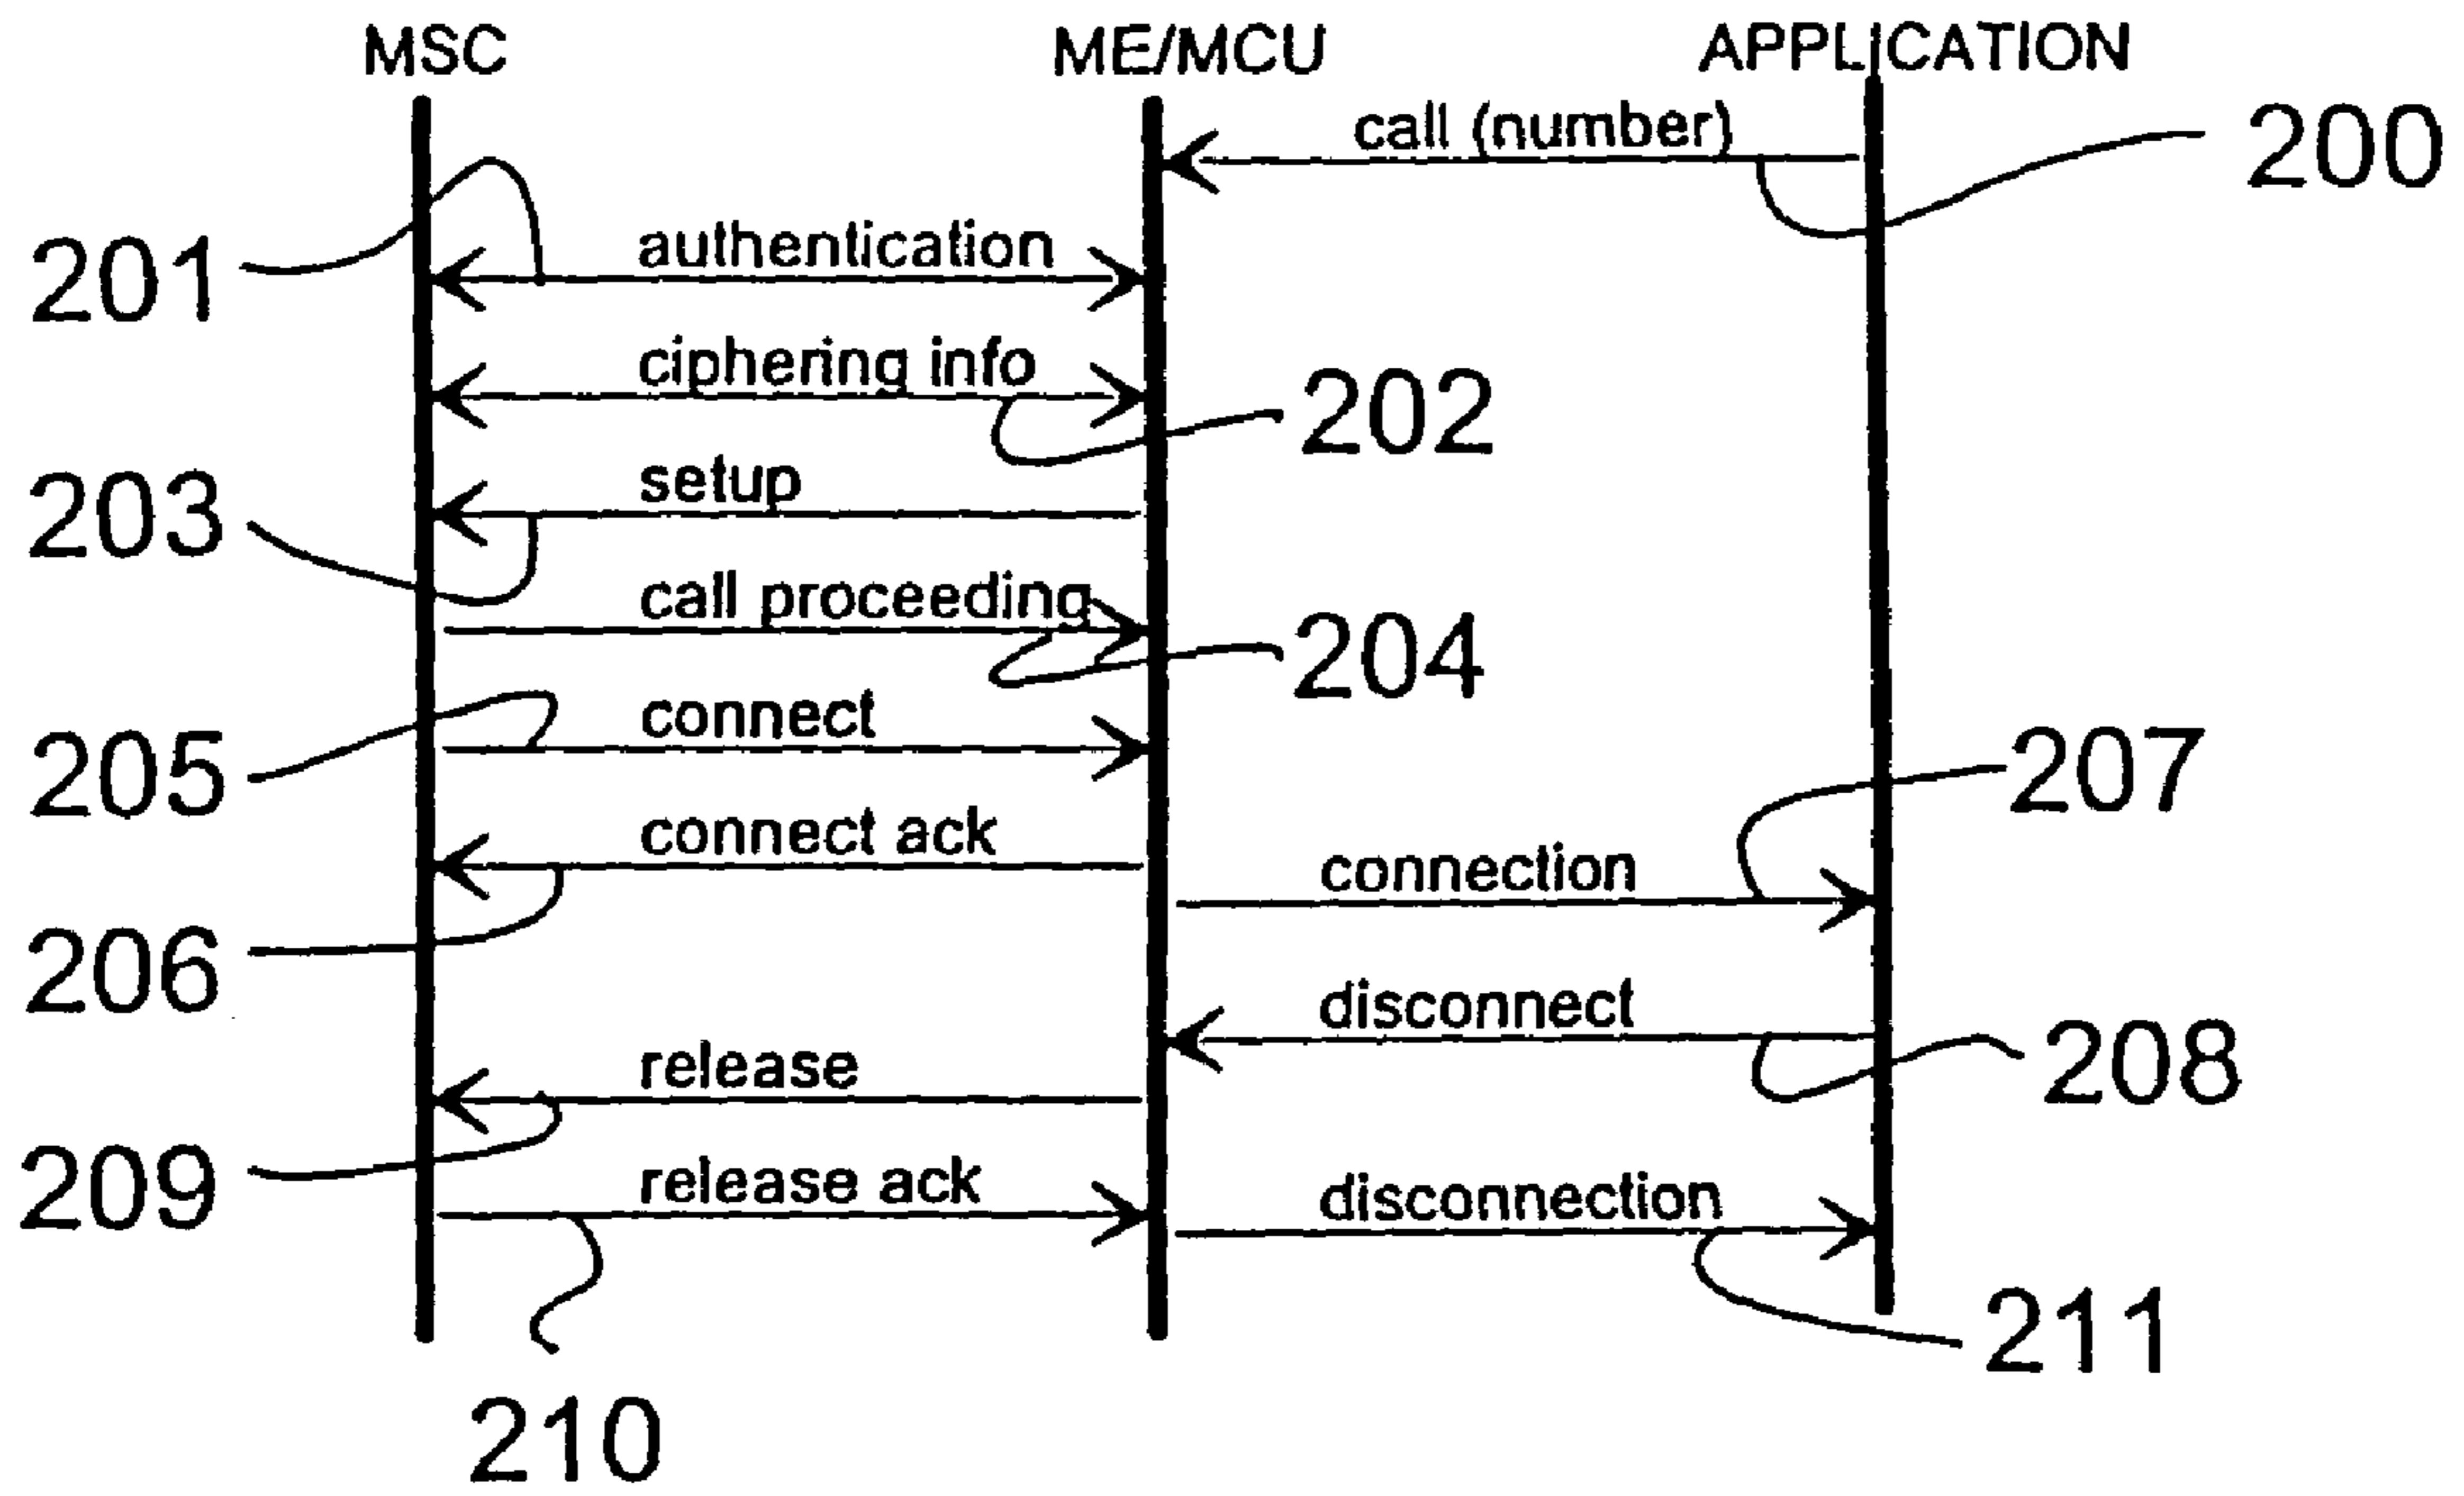 MSC ME/MCU APPLICATION
call (number) 200
201 authentication
ciphering info 202
203 setup
call proceeding 204
205 connect 207
connect ack
connection
206 disconnect 208
release
209 release ack disconnection
211
210